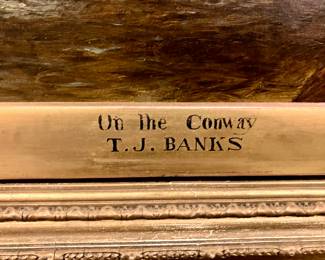 On the Conway
T. J. BANKS